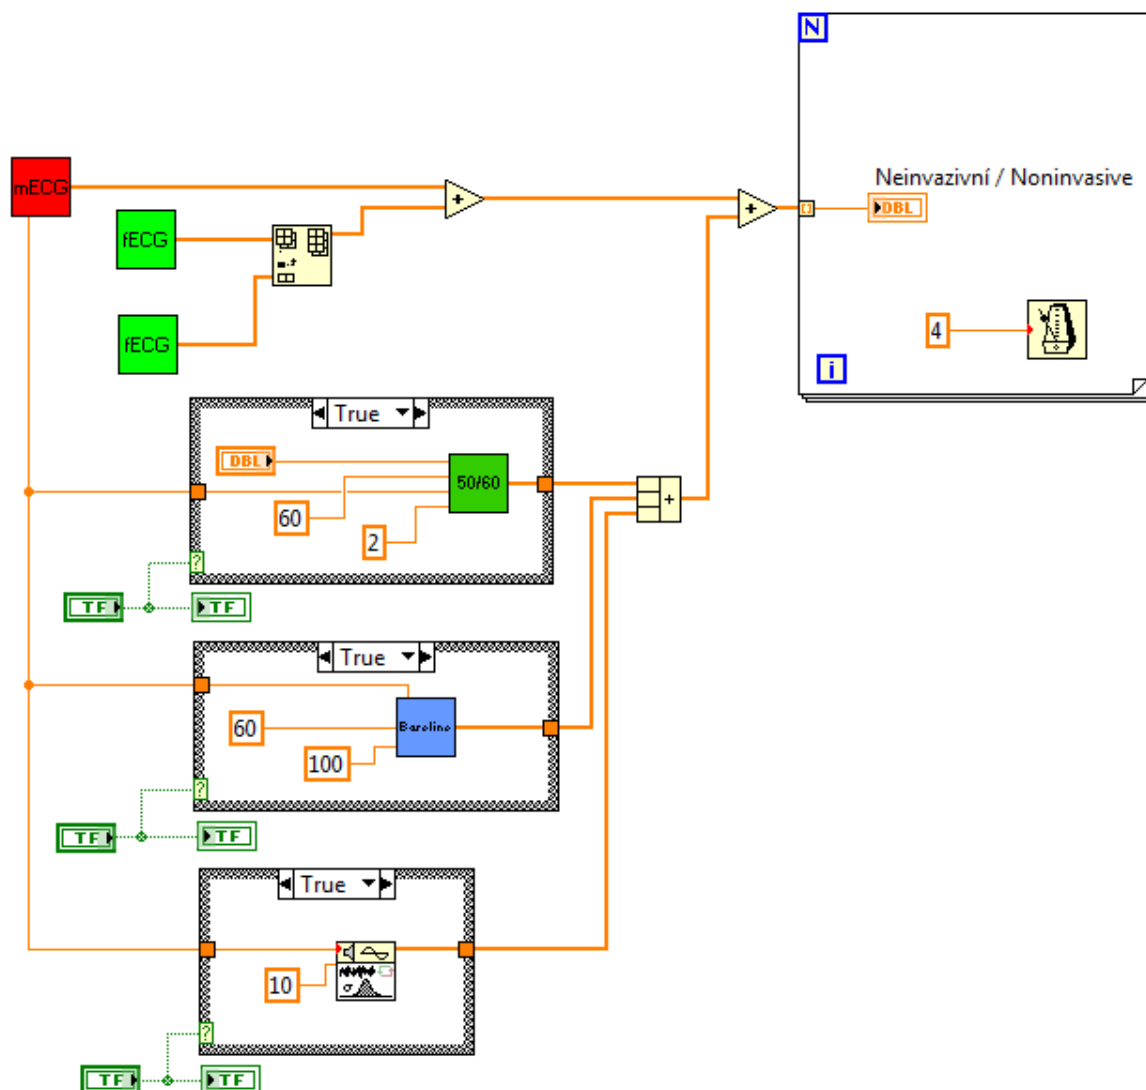 N
Neinvazivní / Noninvasive
mECG
fECG
DBL
4
fECG
i
True
DBL
50/60
60
2
+
+
+
?
TF
TF
True
60
Bareline
100
?
TF
TF
True
10
σ
?
TF
TF